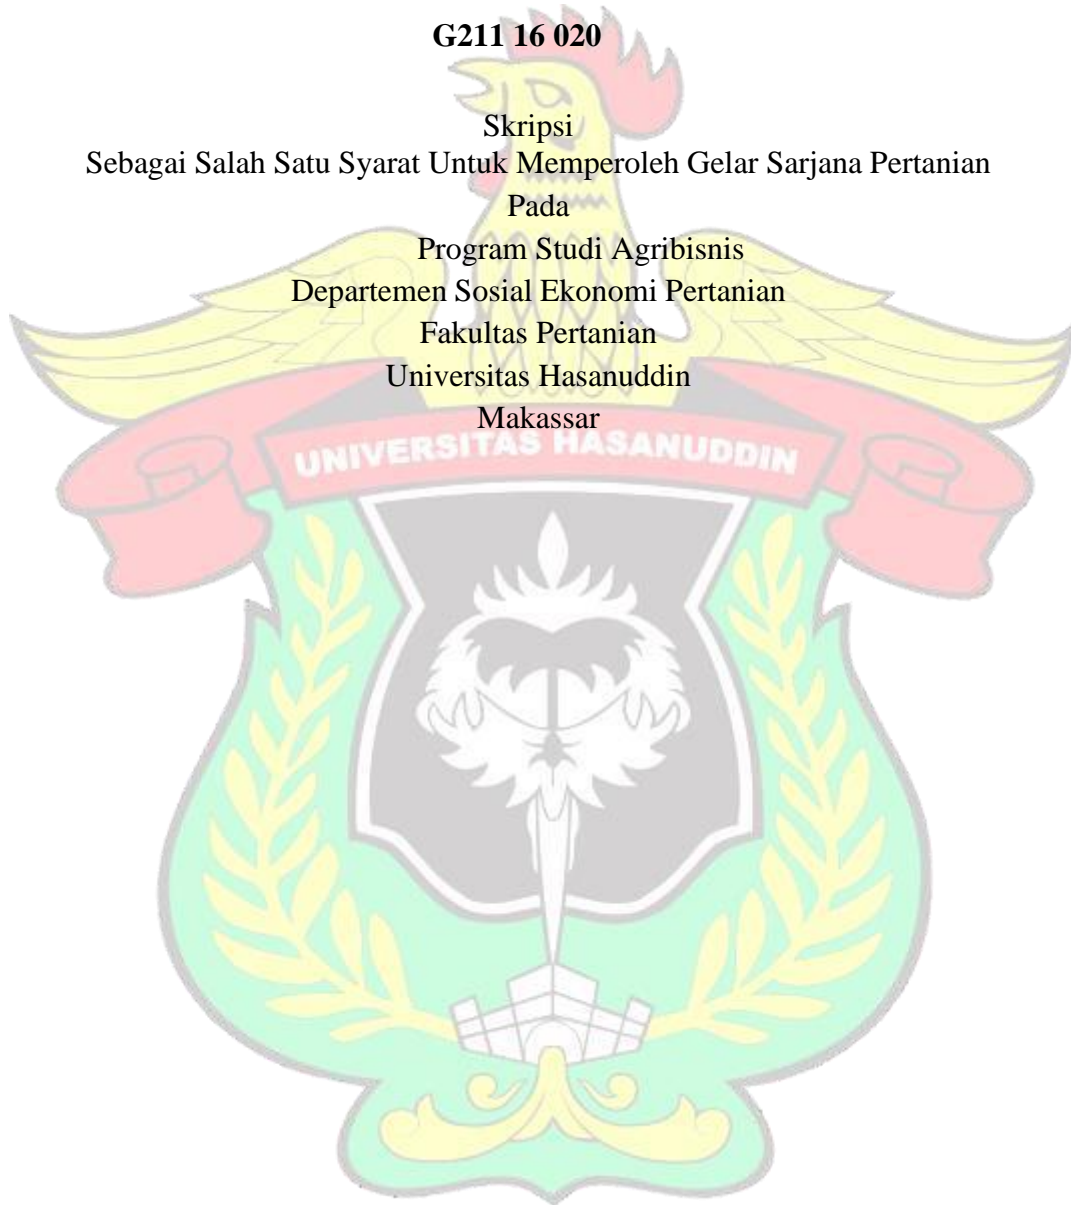 G211 16 020
Skripsi
Sebagai Salah Satu Syarat Untuk Memperoleh Gelar Sarjana Pertanian
Pada
Program Studi Agribisnis
Departemen Sosial Ekonomi Pertanian
Fakultas Pertanian
Universitas Hasanuddin
Makassar
UNIVERSITAS HASANUDDIN